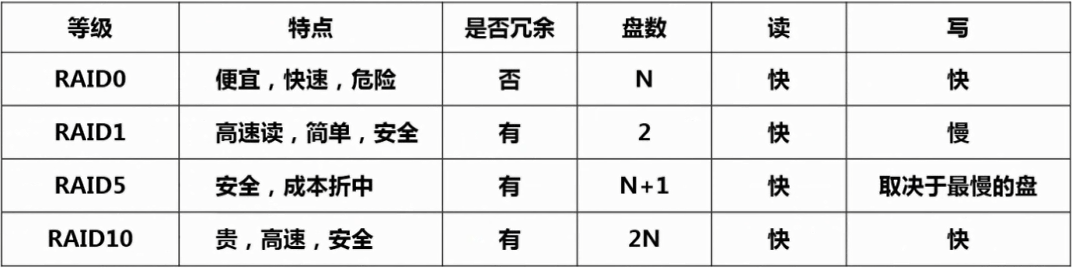 等级 特点 是否冗余 盘数 读 写
RAID0 便宜，快速，危险 否 N 快 快
RAID1 高速读，简单，安全 有 2 快 慢
RAID5 安全，成本折中 有 N+1 快 取决于最慢的盘
RAID10 贵，高速，安全 有 2N 快 快